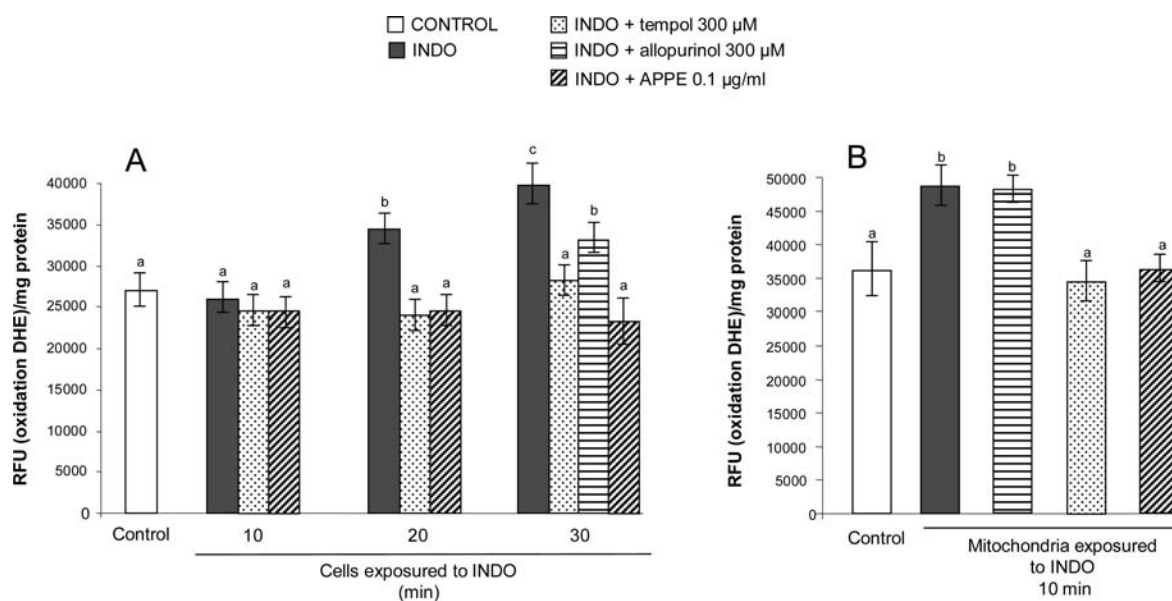 CONTROL
INDO
INDO + tempol 300 µM
INDO + allopurinol 300 µM
INDO + APPE 0.1 µg/ml
A
RFU (oxidation DHE)/mg protein
40000
35000
30000
25000
20000
15000
10000
5000
0
a
a
a
a
b
a
a
c
a
b
a
Control
10
20
30
Cells exposured to INDO
(min)
B
RFU (oxidation DHE)/mg protein
50000
45000
40000
35000
30000
25000
20000
15000
10000
5000
0
a
b
b
a
a
Control
Mitochondria exposured
to INDO
10 min